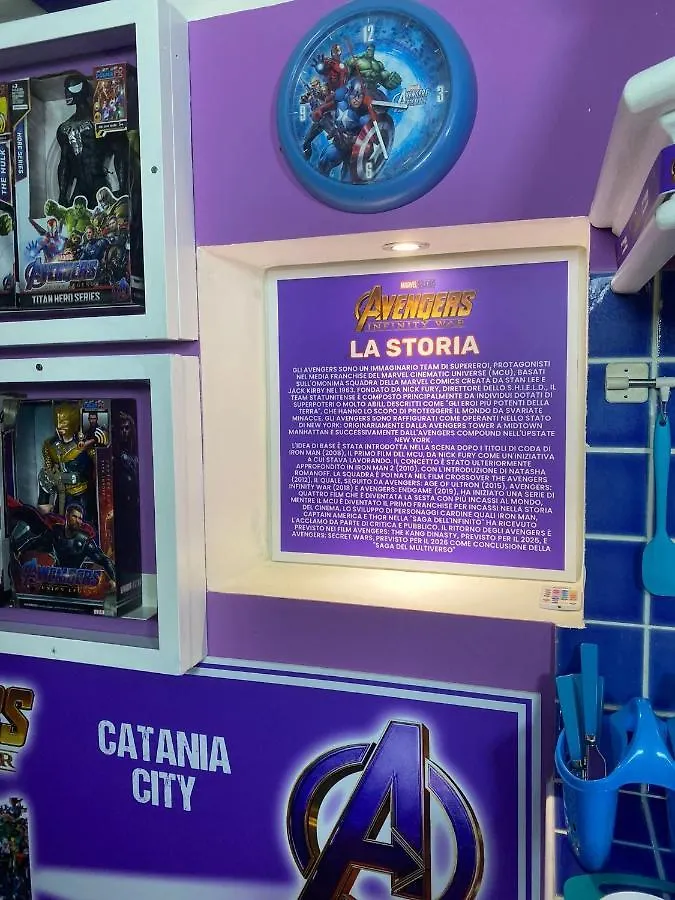 12
3
9
6
AVENGERS
THE HULK
MORE SERIES
AVENGERS
TITAN HERO SERIES
MARVEL
AVENGERS
INFINITY WAR
LA STORIA
GLI AVENGERS SONO UN IMMAGINARIO TEAM DI SUPEREROI, PROTAGONISTI
NEL MEDIA FRANCHISE DEL MARVEL CINEMATIC UNIVERSE (MCU), BASATI
SULL'OMONIMA SQUADRA DELLA MARVEL COMICS CREATA DA STAN LEE E
JACK KIRBY NEL 1963. FONDATO DA NICK FURY, DIRETTORE DELLO S.H.I.E.L.D., IL
TEAM STATUNITENSE È COMPOSTO PRINCIPALMENTE DA INDIVIDUI DOTATI DI
SUPERPOTERI O MOLTO ABILI, DESCRITTI COME "GLI EROI PIÙ POTENTI DELLA
TERRA", CHE HANNO LO SCOPO DI PROTEGGERE IL MONDO DA SVARIATE
MINACCE. GLI AVENGERS SONO RAFFIGURATI COME OPERANTI NELLO STATO
DI NEW YORK: ORIGINARIAMENTE DALLA AVENGERS TOWER A MIDTOWN
MANHATTAN E SUCCESSIVAMENTE DALL'AVENGERS COMPOUND NELL'UPSTATE
NEW YORK.
L'IDEA DI BASE È STATA INTRODOTTA NELLA SCENA DOPO I TITOLI DI CODA DI
IRON MAN (2008), IL PRIMO FILM DEL MCU, DA NICK FURY COME UN'INIZIATIVA
A CUI STAVA LAVORANDO. IL CONCETTO È STATO ULTERIORMENTE
APPROFONDITO IN IRON MAN 2 (2010), CON L'INTRODUZIONE DI NATASHA
ROMANOFF. LA SQUADRA È POI NATA NEL FILM CROSSOVER THE AVENGERS
(2012), IL QUALE, SEGUITO DA AVENGERS: AGE OF ULTRON (2015), AVENGERS:
INFINITY WAR (2018) E AVENGERS: ENDGAME (2019), HA INIZIATO UNA SERIE DI
QUATTRO FILM CHE È DIVENTATA LA SESTA CON PIÙ INCASSI AL MONDO,
MENTRE IL MCU È DIVENTATO IL PRIMO FRANCHISE PER INCASSI NELLA STORIA
DEL CINEMA. LO SVILUPPO DI PERSONAGGI CARDINE QUALI IRON MAN,
CAPTAIN AMERICA E THOR NELLA "SAGA DELL'INFINITO" HA RICEVUTO
L'ACCLAMO DA PARTE DI CRITICA E PUBBLICO. IL RITORNO DEGLI AVENGERS È
PREVISTO NEI FILM AVENGERS: THE KANG DINASTY, PREVISTO PER IL 2025, E
AVENGERS: SECRET WARS, PREVISTO PER IL 2026 COME CONCLUSIONE DELLA
"SAGA DEL MULTIVERSO"
AVENGERS
CATANIA
CITY